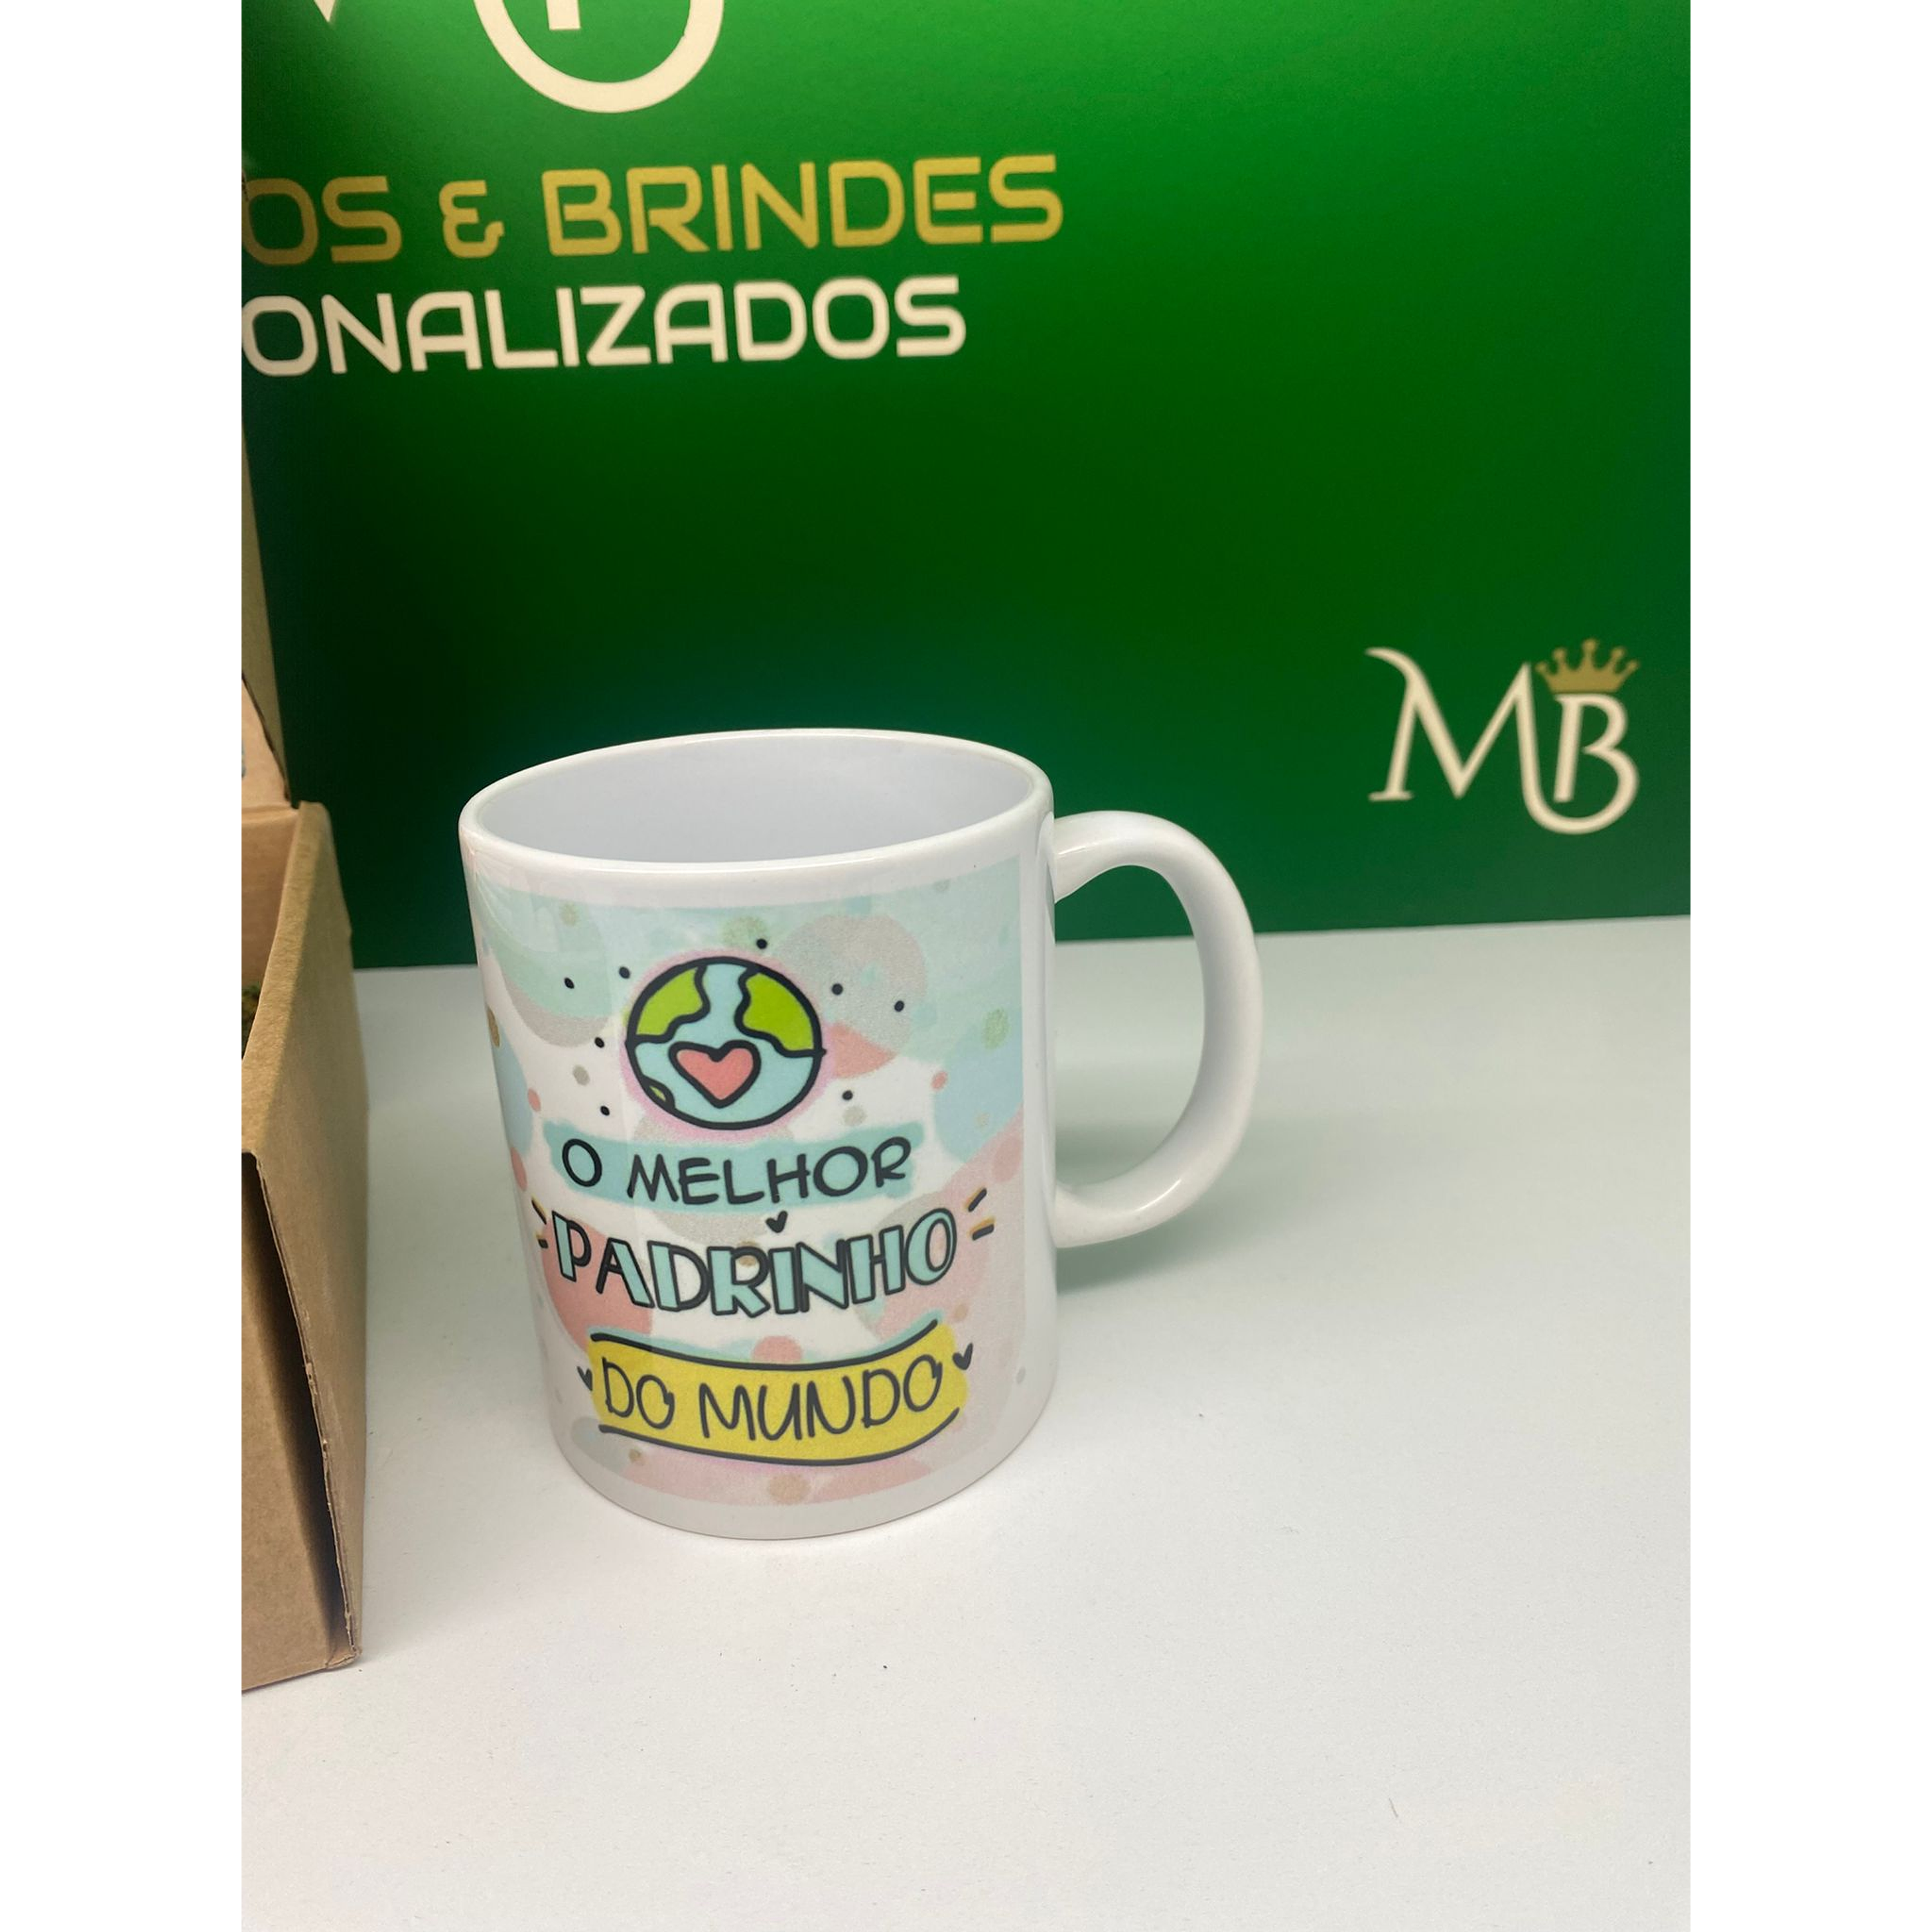 OS & BRINDES
ONALIZADOS
MB
O MELHOR
PADRINHO
DO MUNDO